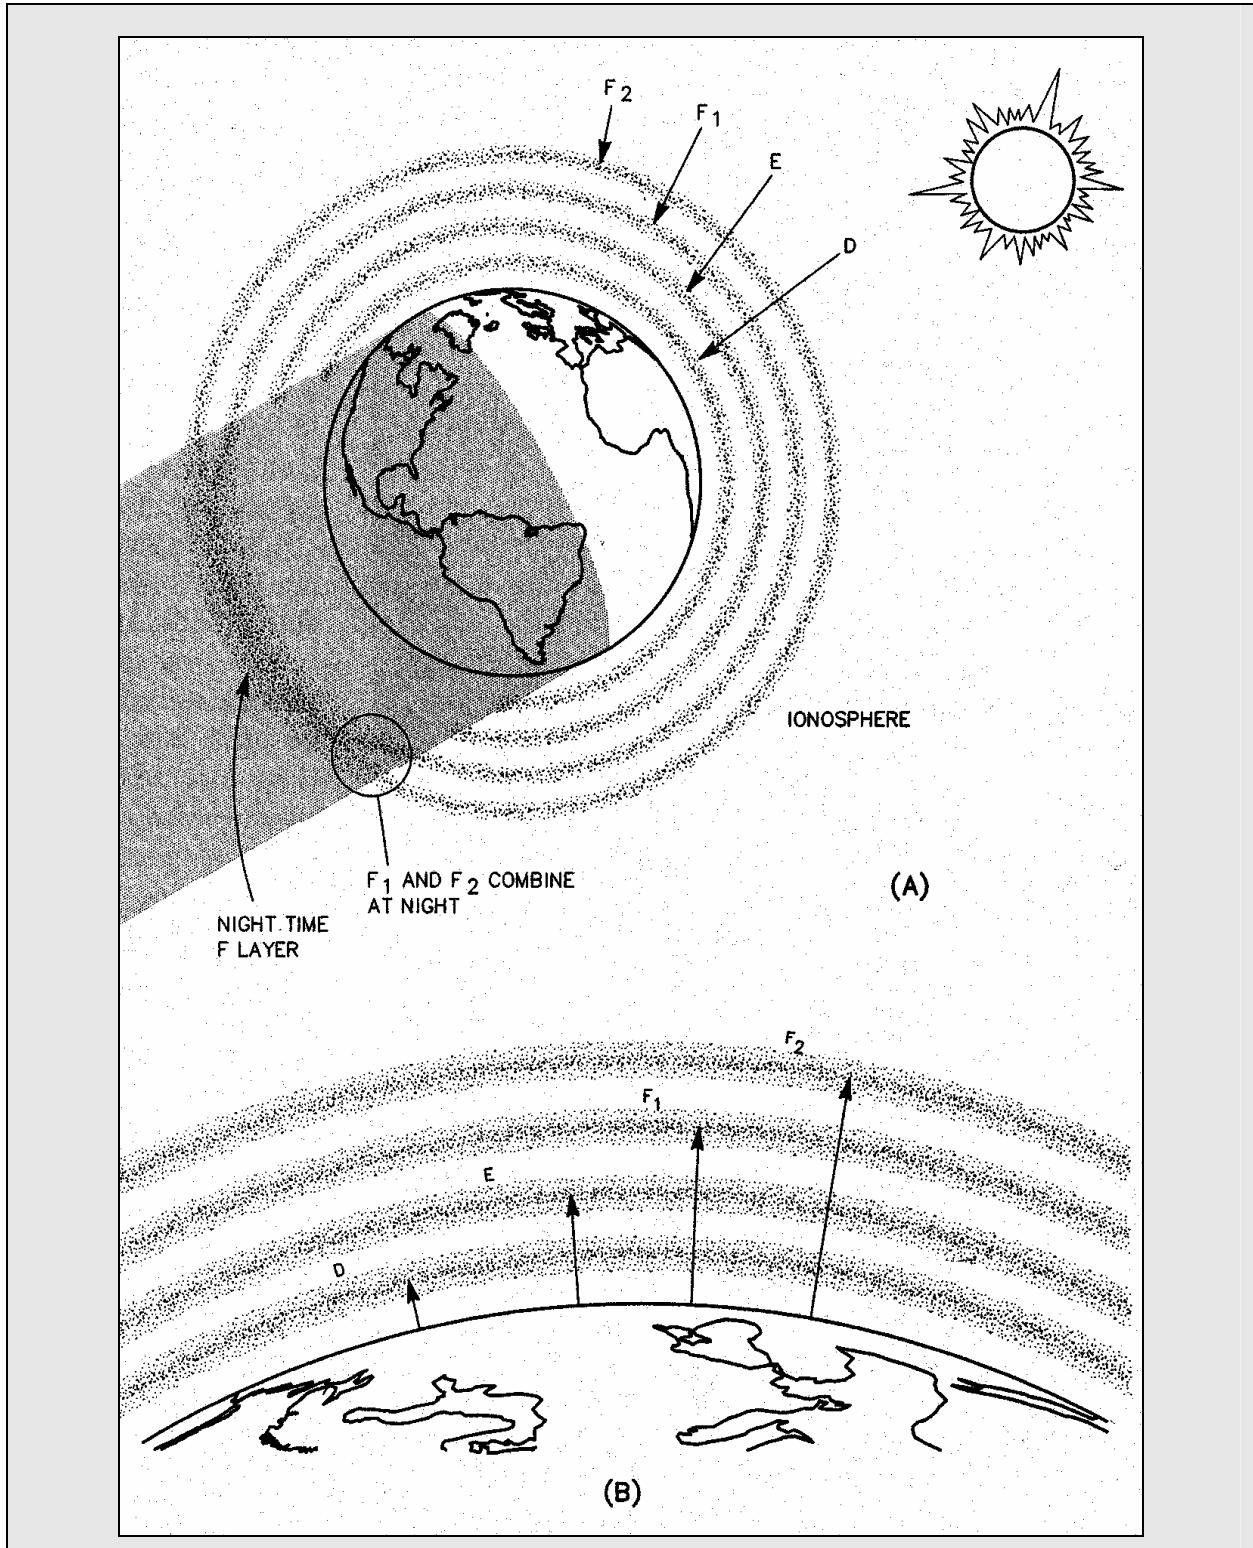 F2
F1
E
D
IONOSPHERE
F1 AND F2 COMBINE
AT NIGHT
(A)
NIGHT TIME
F LAYER
F2
F1
E
D
(B)